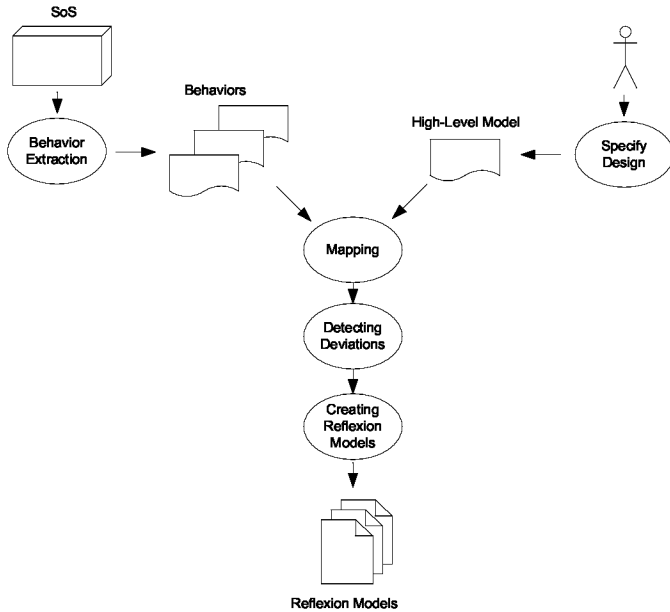 SoS
Behaviors
High-Level Model
Behavior
Extraction
Specify
Design
Mapping
Detecting
Deviations
Creating
Reflexion
Models
Reflexion Models